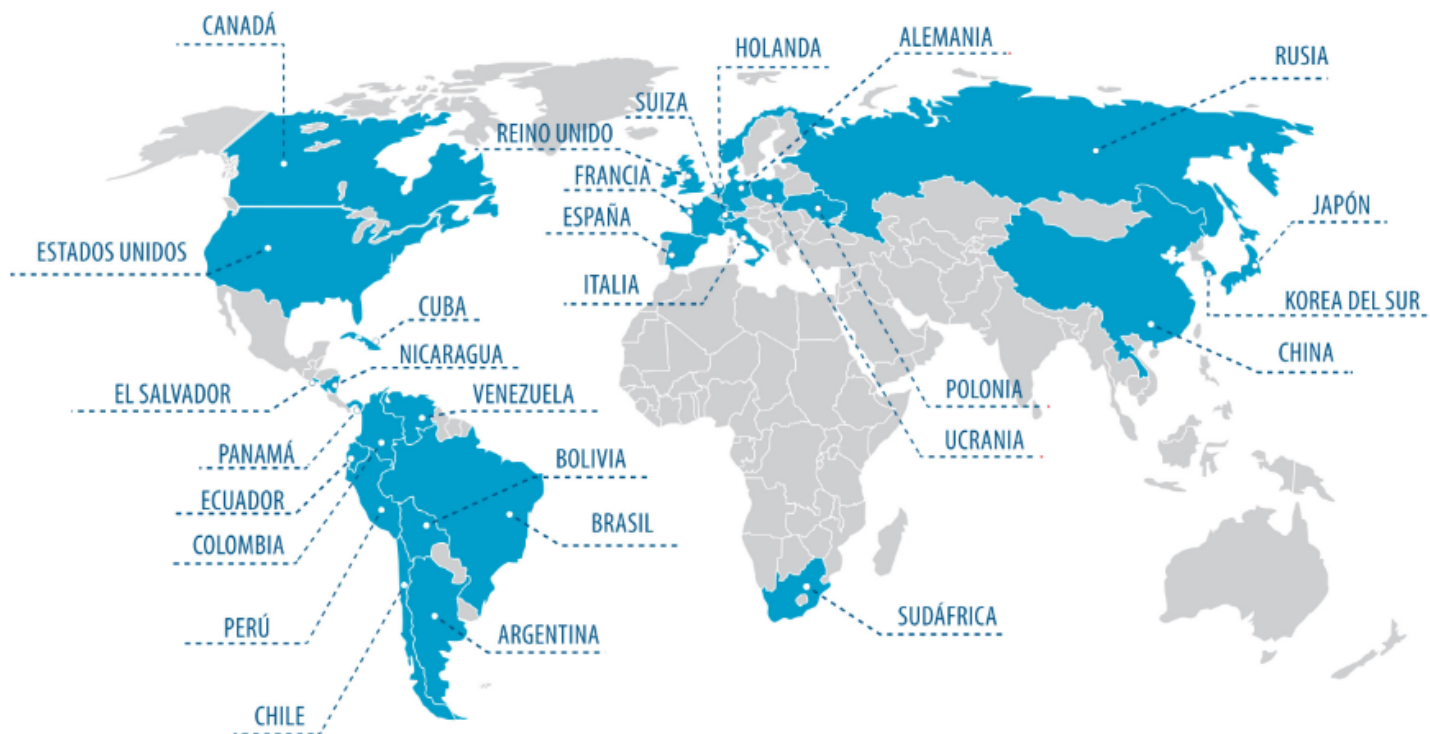 CANADÁ
HOLANDA
ALEMANIA
RUSIA
SUIZA
REINO UNIDO
FRANCIA
ESPAÑA
JAPÓN
ESTADOS UNIDOS
ITALIA
KOREA DEL SUR
CUBA
NICARAGUA
CHINA
EL SALVADOR
VENEZUELA
POLONIA
PANAMÁ
BOLIVIA
UCRANIA
ECUADOR
BRASIL
COLOMBIA
PERÚ
ARGENTINA
SUDÁFRICA
CHILE